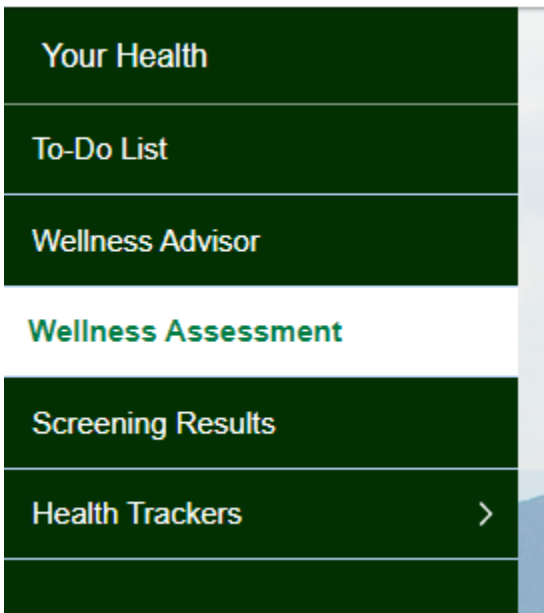 Your Health
To-Do List
Wellness Advisor
Wellness Assessment
Screening Results
Health Trackers